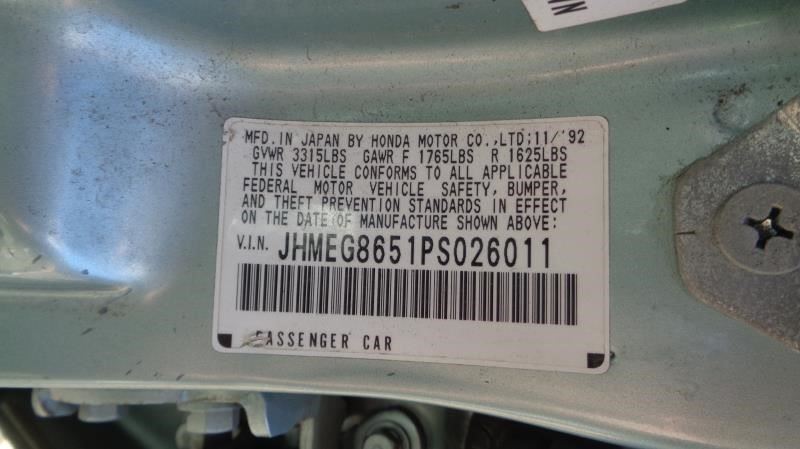 MFD. IN JAPAN BY HONDA MOTOR CO.,LTD;11/'92
GVWR 3315LBS GAWR F 1765LBS R 1625LBS
THIS VEHICLE CONFORMS TO ALL APPLICABLE
FEDERAL MOTOR VEHICLE SAFETY, BUMPER,
AND THEFT PREVENTION STANDARDS IN EFFECT
ON THE DATE OF MANUFACTURE SHOWN ABOVE:
V.I.N. JHMEG8651PS026011
PASSENGER CAR